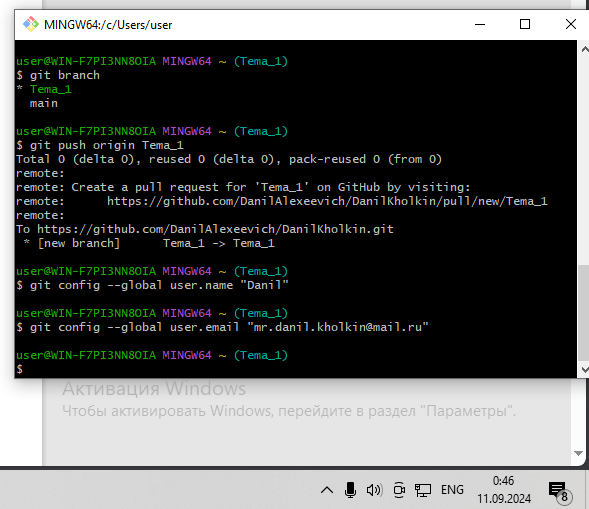 MINGW64:/c/Users/user
user@WIN-F7PI3NN8OIA MINGW64 ~ (Tema_1)
$ git branch
* Tema_1
  main
user@WIN-F7PI3NN8OIA MINGW64 ~ (Tema_1)
$ git push origin Tema_1
Total 0 (delta 0), reused 0 (delta 0), pack-reused 0 (from 0)
remote:
remote: Create a pull request for 'Tema_1' on GitHub by visiting:
remote:      https://github.com/DanilAlexeevich/DanilKholkin/pull/new/Tema_1
remote:
To https://github.com/DanilAlexeevich/DanilKholkin.git
 * [new branch]      Tema_1 -> Tema_1
user@WIN-F7PI3NN8OIA MINGW64 ~ (Tema_1)
$ git config --global user.name "Danil"
user@WIN-F7PI3NN8OIA MINGW64 ~ (Tema_1)
$ git config --global user.email "mr.danil.kholkin@mail.ru"
user@WIN-F7PI3NN8OIA MINGW64 ~ (Tema_1)
$
Активация Windows
Чтобы активировать Windows, перейдите в раздел "Параметры".
ENG
0:46
11.09.2024
8